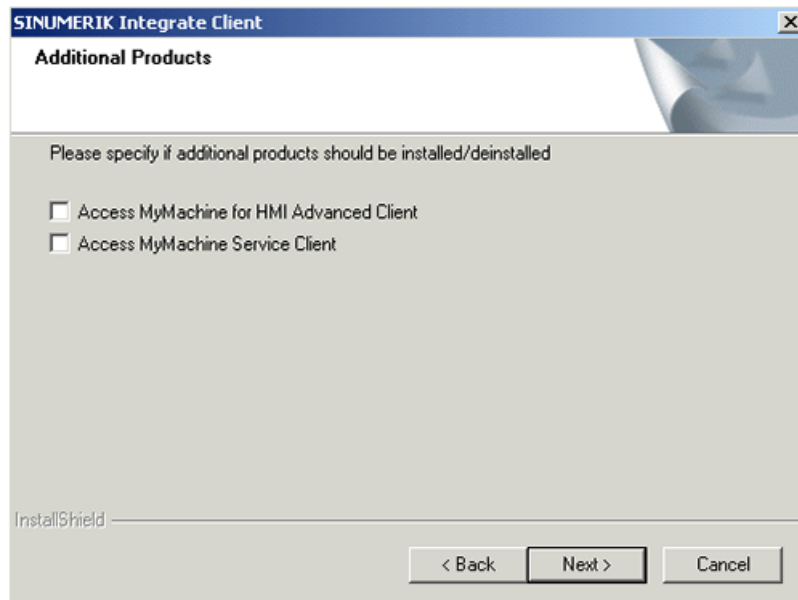 SINUMERIK Integrate Client
Additional Products
Please specify if additional products should be installed/deinstalled
Access MyMachine for HMI Advanced Client
Access MyMachine Service Client
InstallShield
< Back Next > Cancel